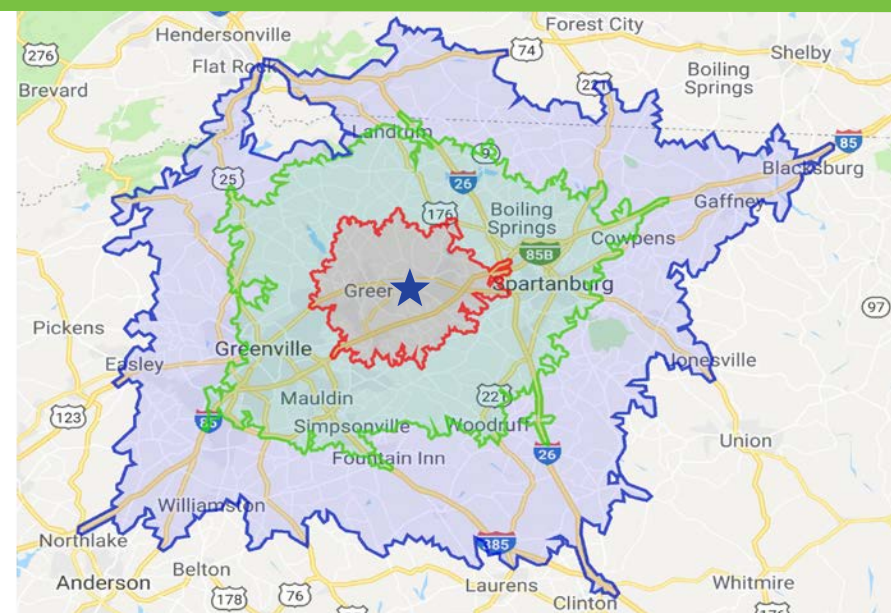 Forest City
Hendersonville
276
74
Shelby
Flat Rock
Boiling
Springs
221
Brevard
Landrum
85
9
Blacksburg
25
26
176
Gaffney
Boiling
Springs
Cowpens
85B
Spartanburg
Greer
97
Pickens
Greenville
Easley
Jonesville
Mauldin
221
123
85
Simpsonville
Woodruff
Union
26
Fountain Inn
Williamston
Northlake
385
Anderson
Belton
Laurens
Whitmire
178
76
Clinton
176